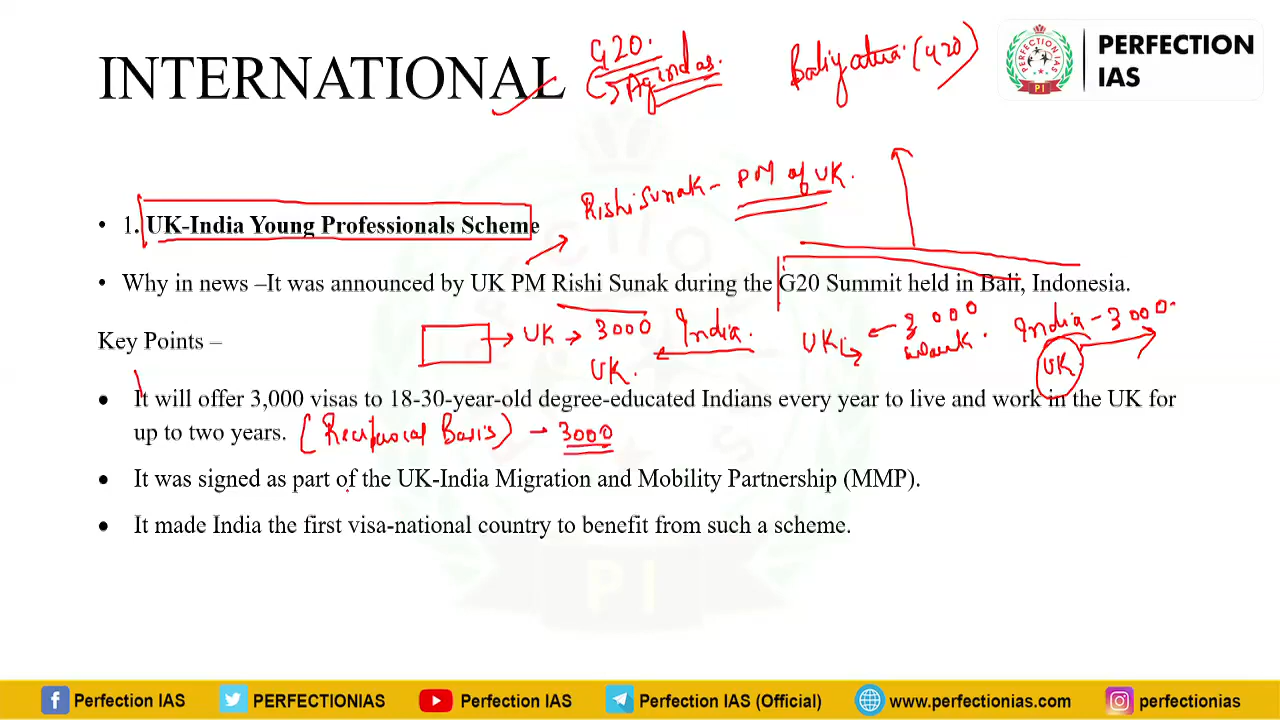 INTERNATIONAL
G20.
Agindas.
Baliyatra. (G20)
PERFECTION
IAS
Rishi Sunak - PM of UK.
• 1. UK-India Young Professionals Scheme
• Why in news –It was announced by UK PM Rishi Sunak during the G20 Summit held in Bali, Indonesia.
→ UK → 3000 India.
UK.
UK ← 3000
India - 3000.
UK
Key Points –
• It will offer 3,000 visas to 18-30-year-old degree-educated Indians every year to live and work in the UK for
up to two years. (Reciprocial Basis) - 3000
• It was signed as part of the UK-India Migration and Mobility Partnership (MMP).
• It made India the first visa-national country to benefit from such a scheme.
PI
Perfection IAS PERFECTIONIAS Perfection IAS Perfection IAS (Official) www.perfectionias.com perfectionias